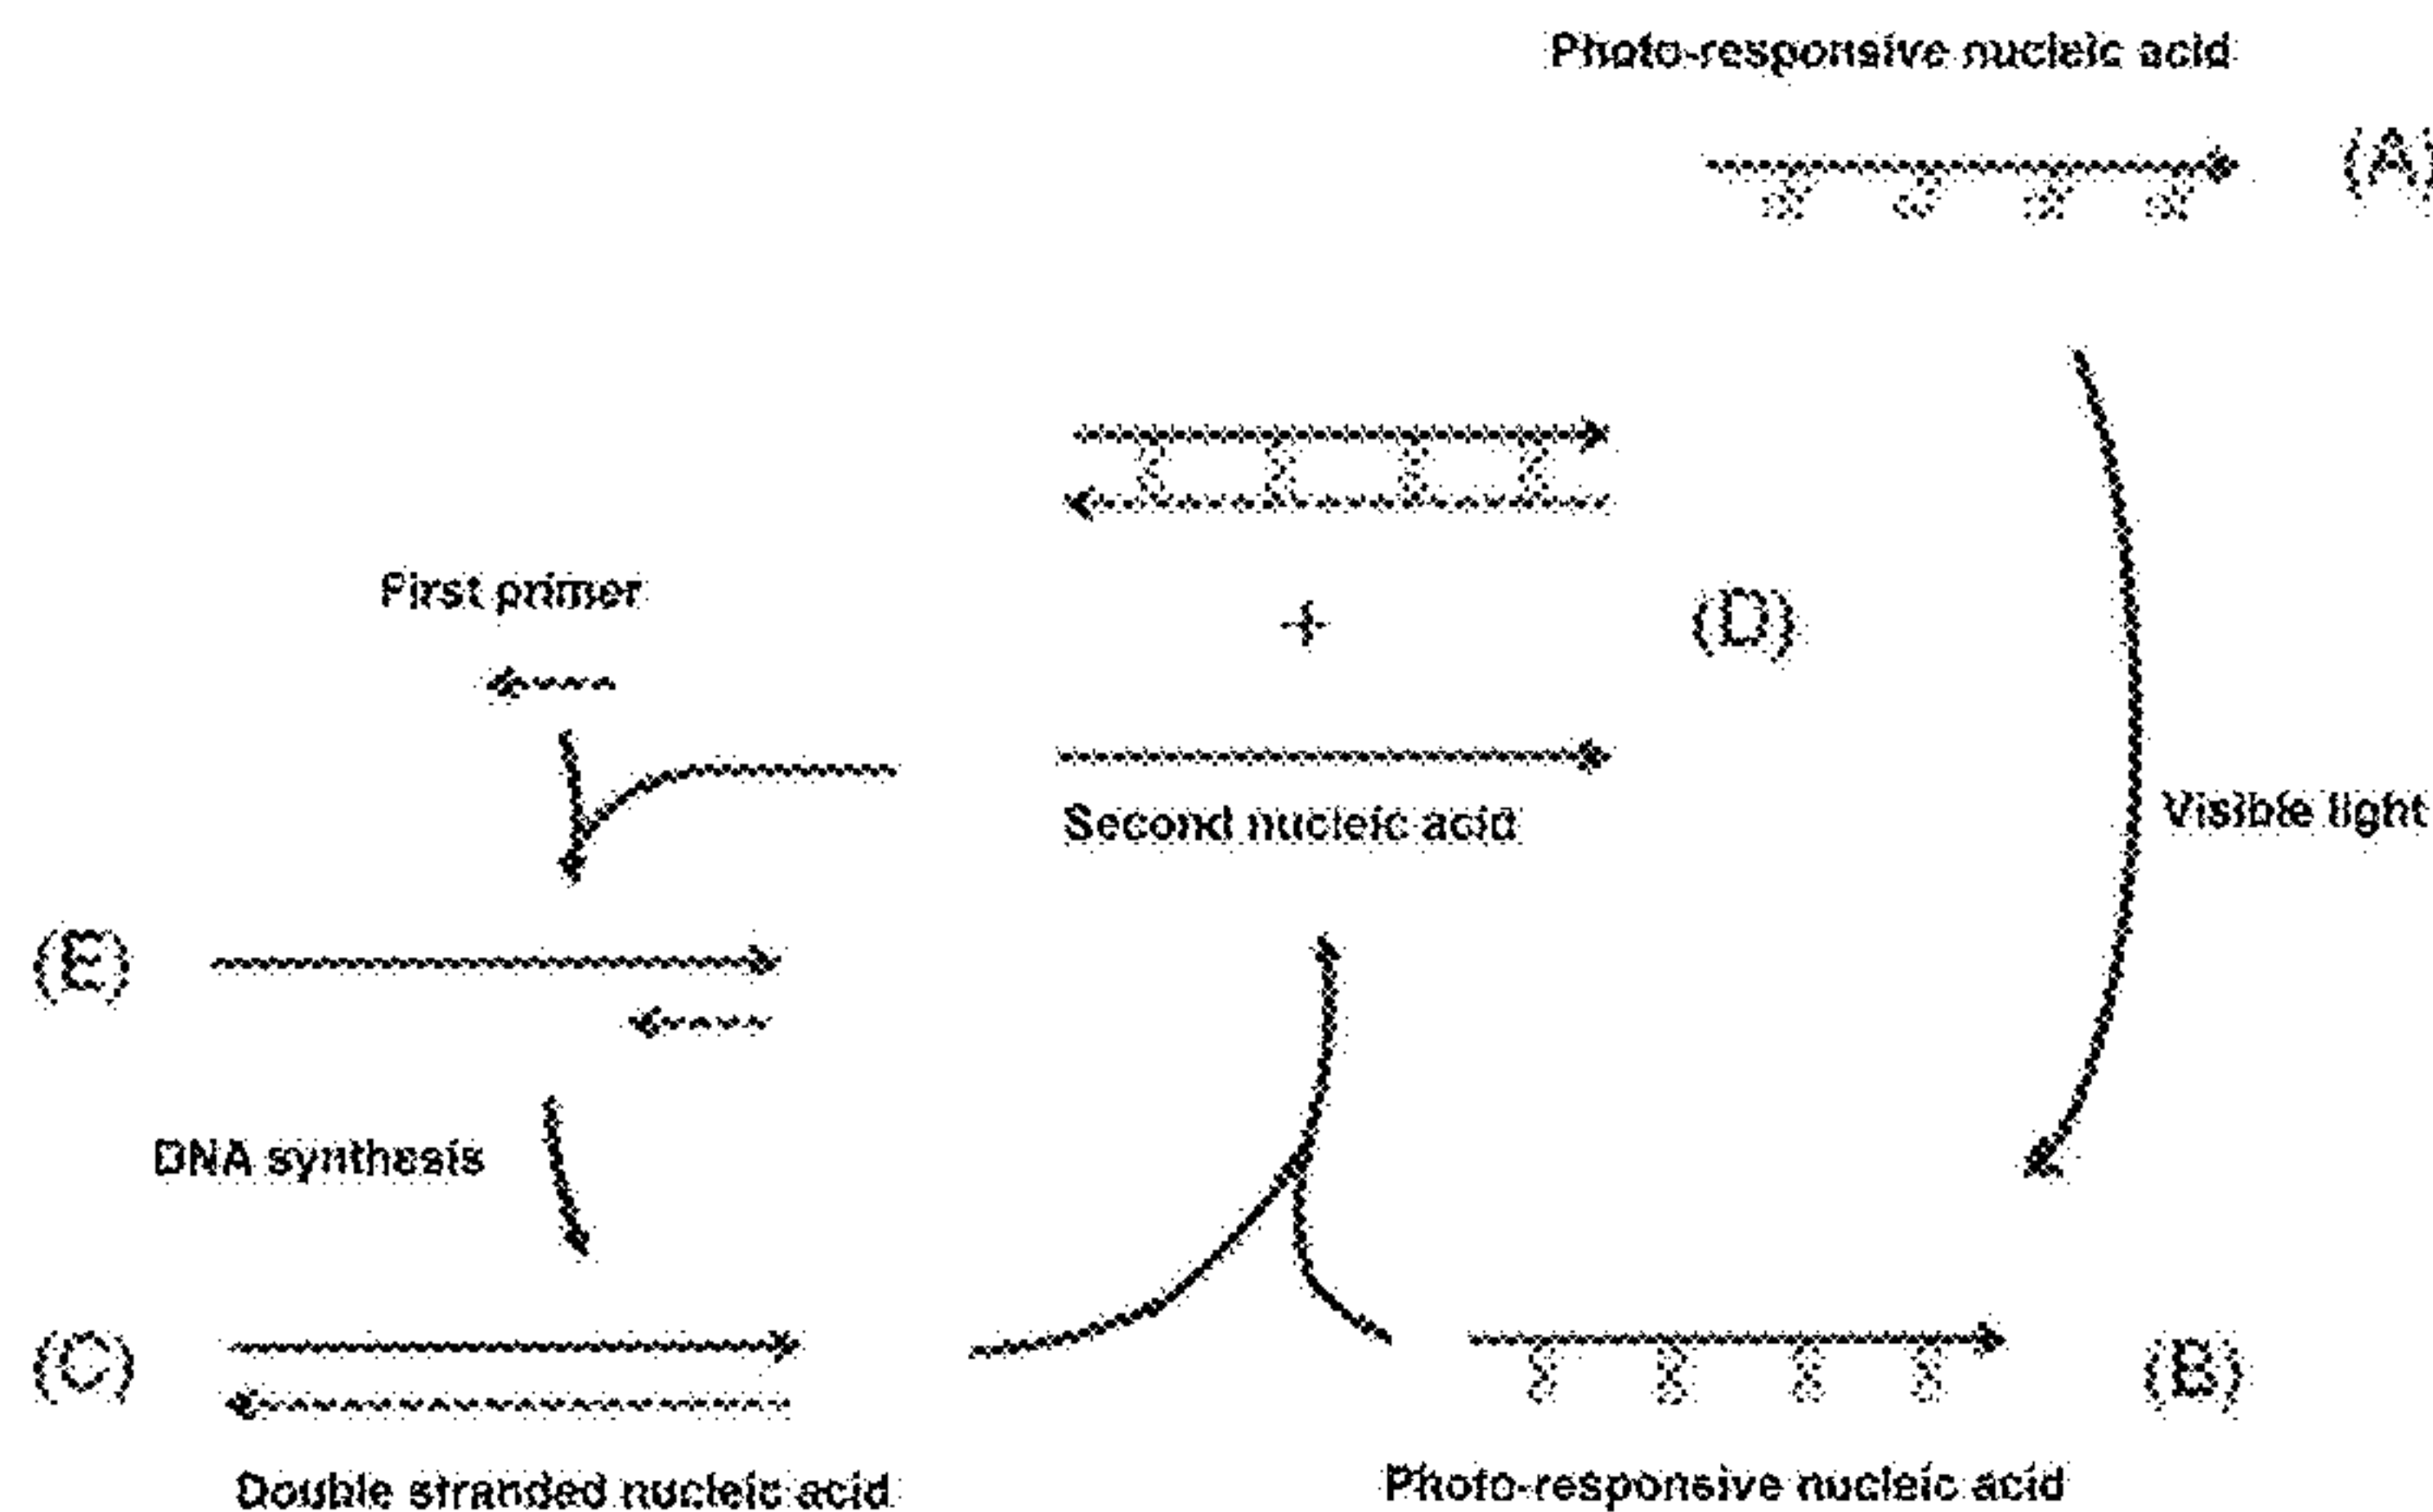 Photo-responsive nucleic acid
(A)
First primer
+
(D)
Second nucleic acid
Visible light
(E)
DNA synthesis
(C)
(B)
Double stranded nucleic acid
Photo-responsive nucleic acid